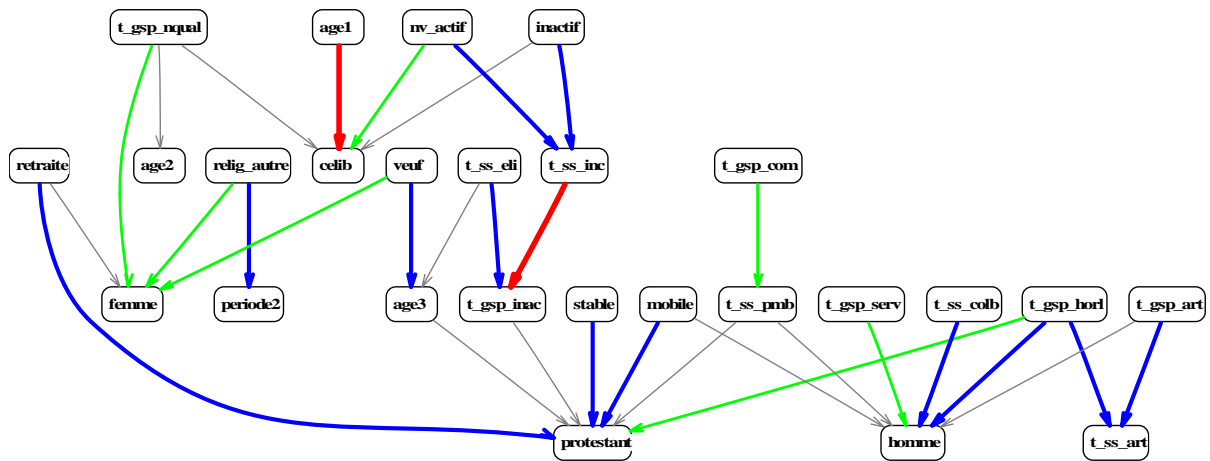 t_gsp_nqual age1 nv_actif inactif
retraite age2 relig_autre celib veuf t_ss_eli t_ss_inc t_gsp_com
femme periode2 age3 t_gsp_inac stable mobile t_ss_pmb t_gsp_serv t_ss_colb t_gsp_horl t_gsp_art
protestant homme t_ss_art